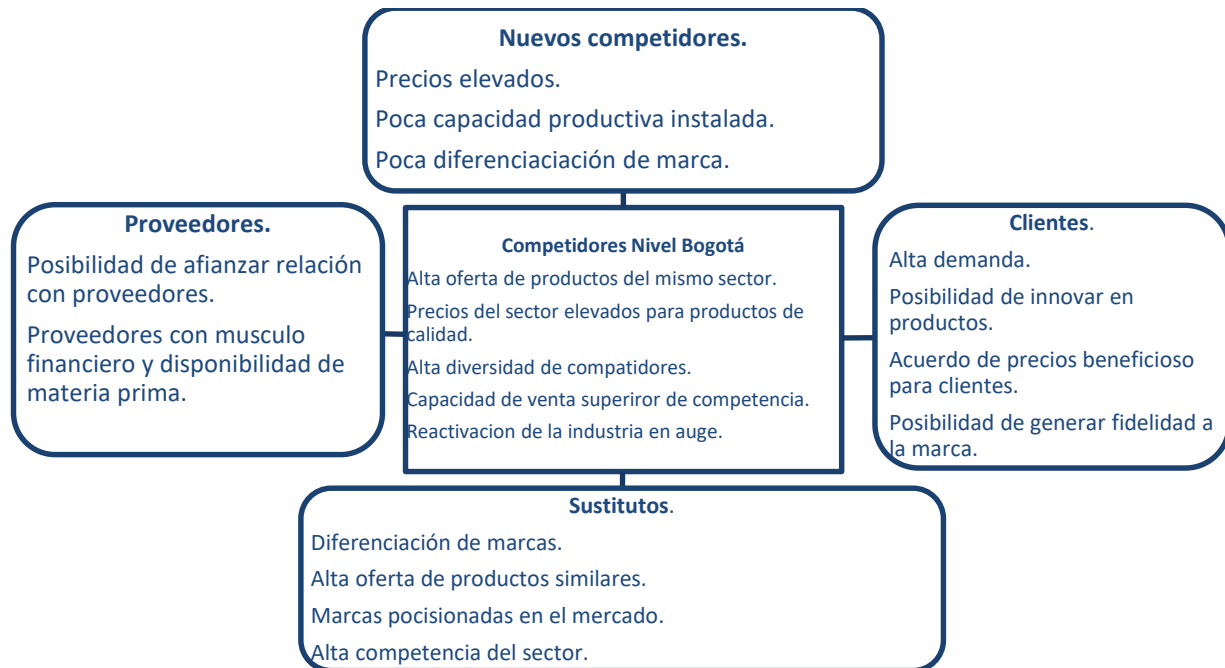 Nuevos competidores.
Precios elevados.
Poca capacidad productiva instalada.
Poca diferenciaciación de marca.
Proveedores.
Posibilidad de afianzar relación
con proveedores.
Proveedores con musculo
financiero y disponibilidad de
materia prima.
Competidores Nivel Bogotá
Alta oferta de productos del mismo sector.
Precios del sector elevados para productos de
calidad.
Alta diversidad de compatidores.
Capacidad de venta superiror de competencia.
Reactivacion de la industria en auge.
Clientes.
Alta demanda.
Posibilidad de innovar en
productos.
Acuerdo de precios beneficioso
para clientes.
Posibilidad de generar fidelidad a
la marca.
Sustitutos.
Diferenciación de marcas.
Alta oferta de productos similares.
Marcas pocisionadas en el mercado.
Alta competencia del sector.